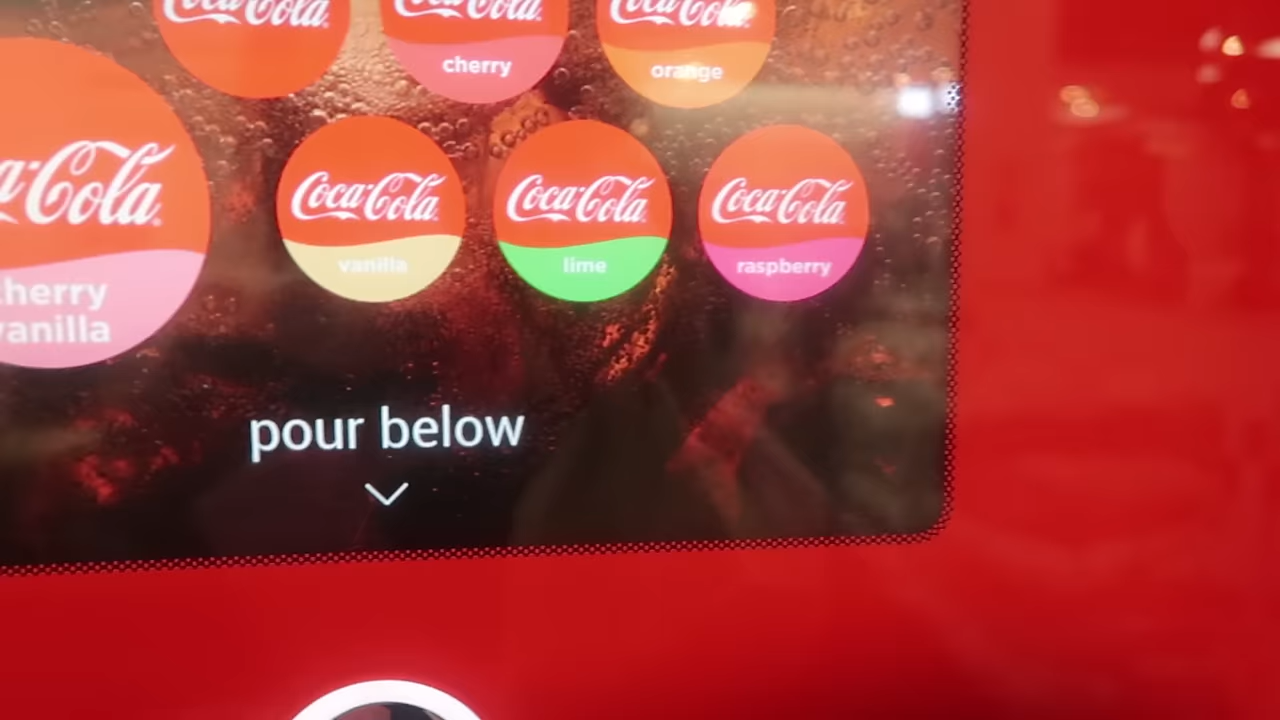 Coca-Cola
Coca-Cola
cherry
Coca-Cola
orange
Coca-Cola
cherry
vanilla
Coca-Cola
vanilla
Coca-Cola
lime
Coca-Cola
raspberry
pour below